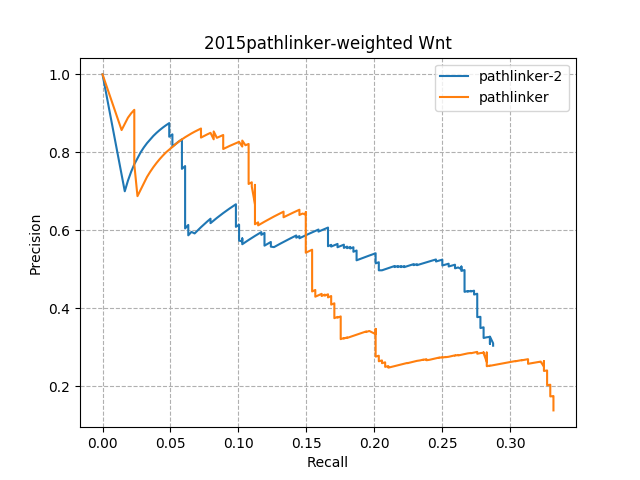 2015pathlinker-weighted Wnt
pathlinker-2
pathlinker
1.0
0.8
0.6
0.4
0.2
Precision
0.00 0.05 0.10 0.15 0.20 0.25 0.30
Recall